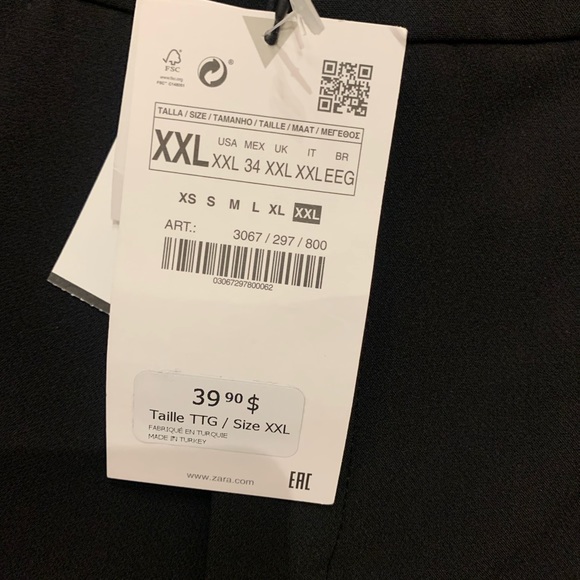 FSC
TALLA / SIZE / TAMANHO / TAILLE / MAAT / ΜΕΓΕΘΟΣ
XXL
USA MEX UK IT BR
XXL 34 XXL XXL EEG
XS S M L XL XXL
ART.: 3067 / 297 / 800
03067297800062
39 90 $
Taille TTG / Size XXL
FABRIQUÉ EN TURQUIE
MADE IN TURKEY
www.zara.com
EAC